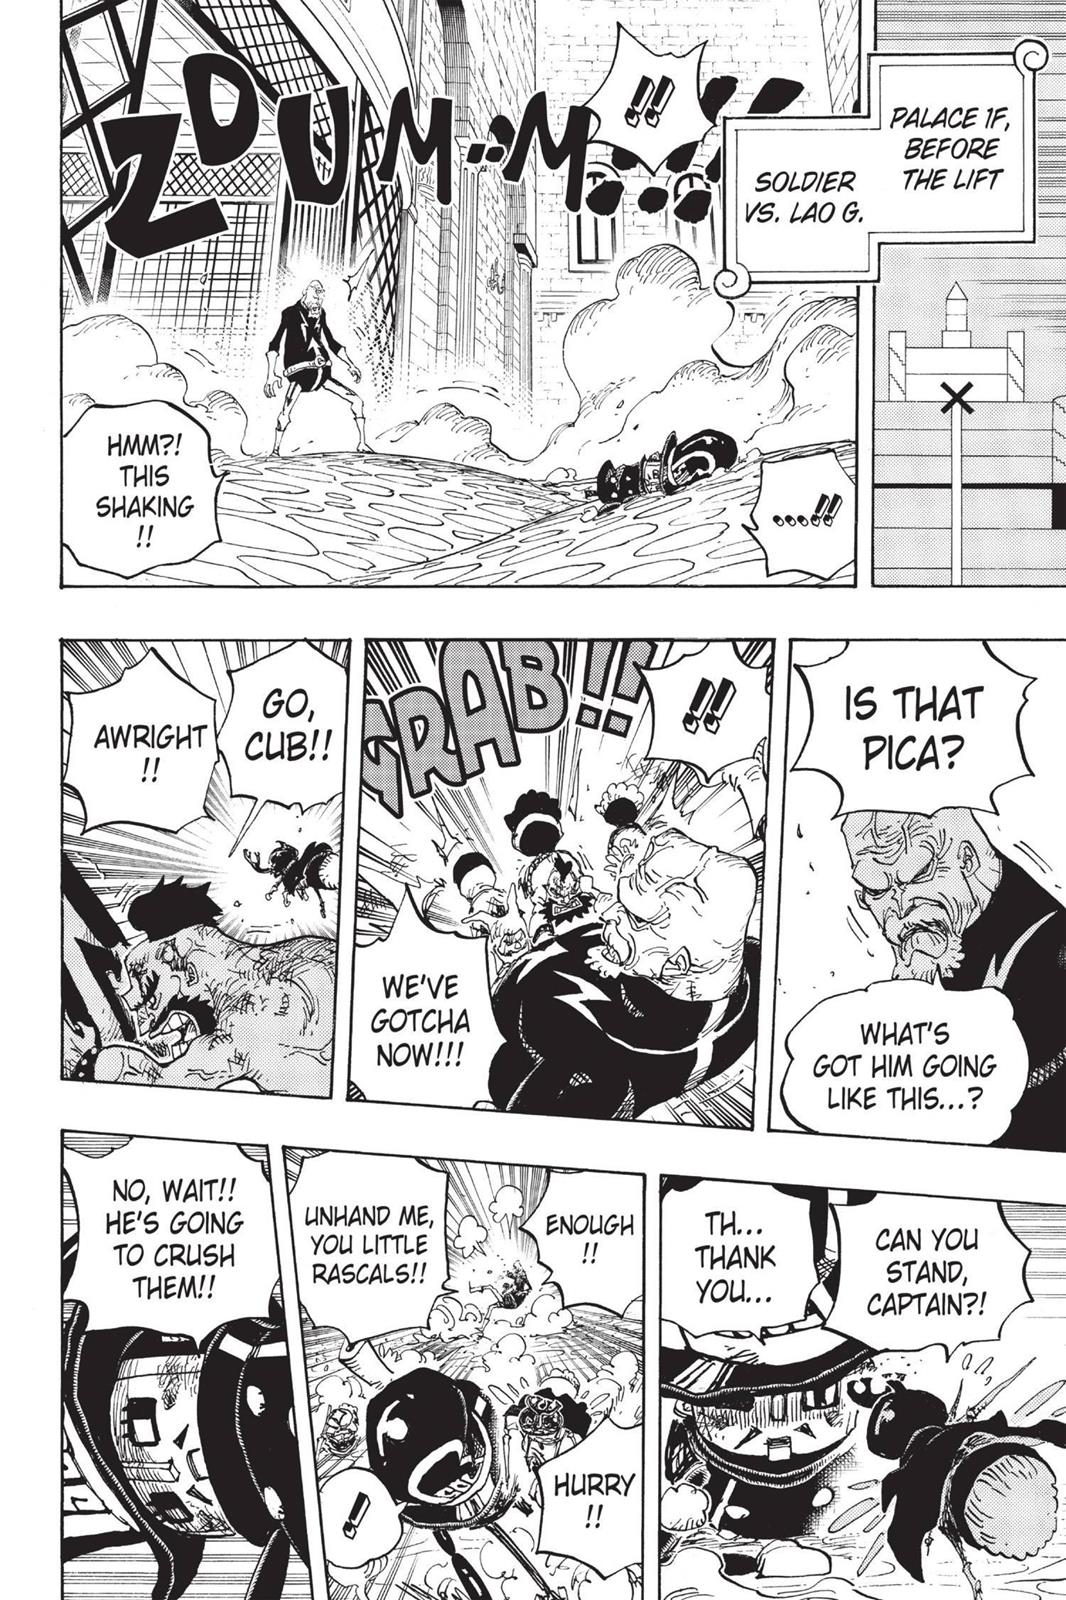 PALACE 1F,
BEFORE
THE LIFT
SOLDIER
VS. LAO G.
!!
ZDUM..M...
HMM?!
THIS
SHAKING
!!
.....!!
IS THAT
PICA?
WHAT'S
GOT HIM GOING
LIKE THIS...?
!!
GRAB!!
WE'VE
GOTCHA
NOW!!!
GO,
CUB!!
AWRIGHT
!!
CAN YOU
STAND,
CAPTAIN?!
TH...
THANK
YOU...
ENOUGH
!!
UNHAND ME,
YOU LITTLE
RASCALS!!
HURRY
!!
!!
NO, WAIT!!
HE'S GOING
TO CRUSH
THEM!!